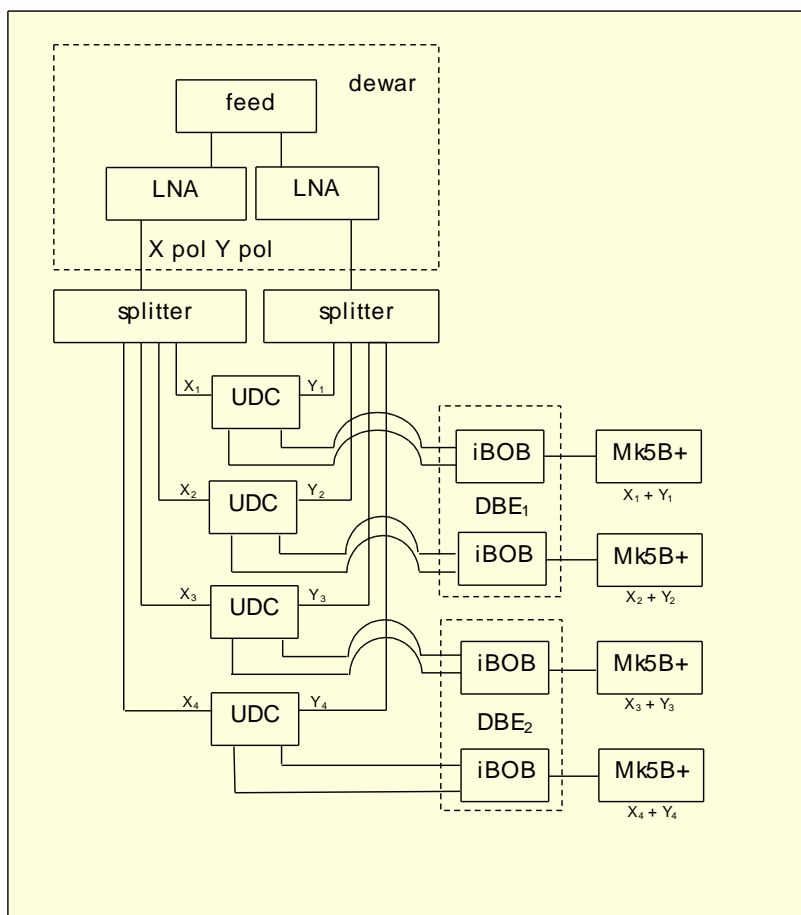 dewar
feed
LNA
LNA
X pol Y pol
splitter
splitter
X₁
UDC
Y₁
iBOB
Mk5B+
X₁ + Y₁
X₂
UDC
Y₂
DBE₁
iBOB
Mk5B+
X₂ + Y₂
X₃
UDC
Y₃
iBOB
Mk5B+
X₃ + Y₃
X₄
UDC
Y₄
DBE₂
iBOB
Mk5B+
X₄ + Y₄